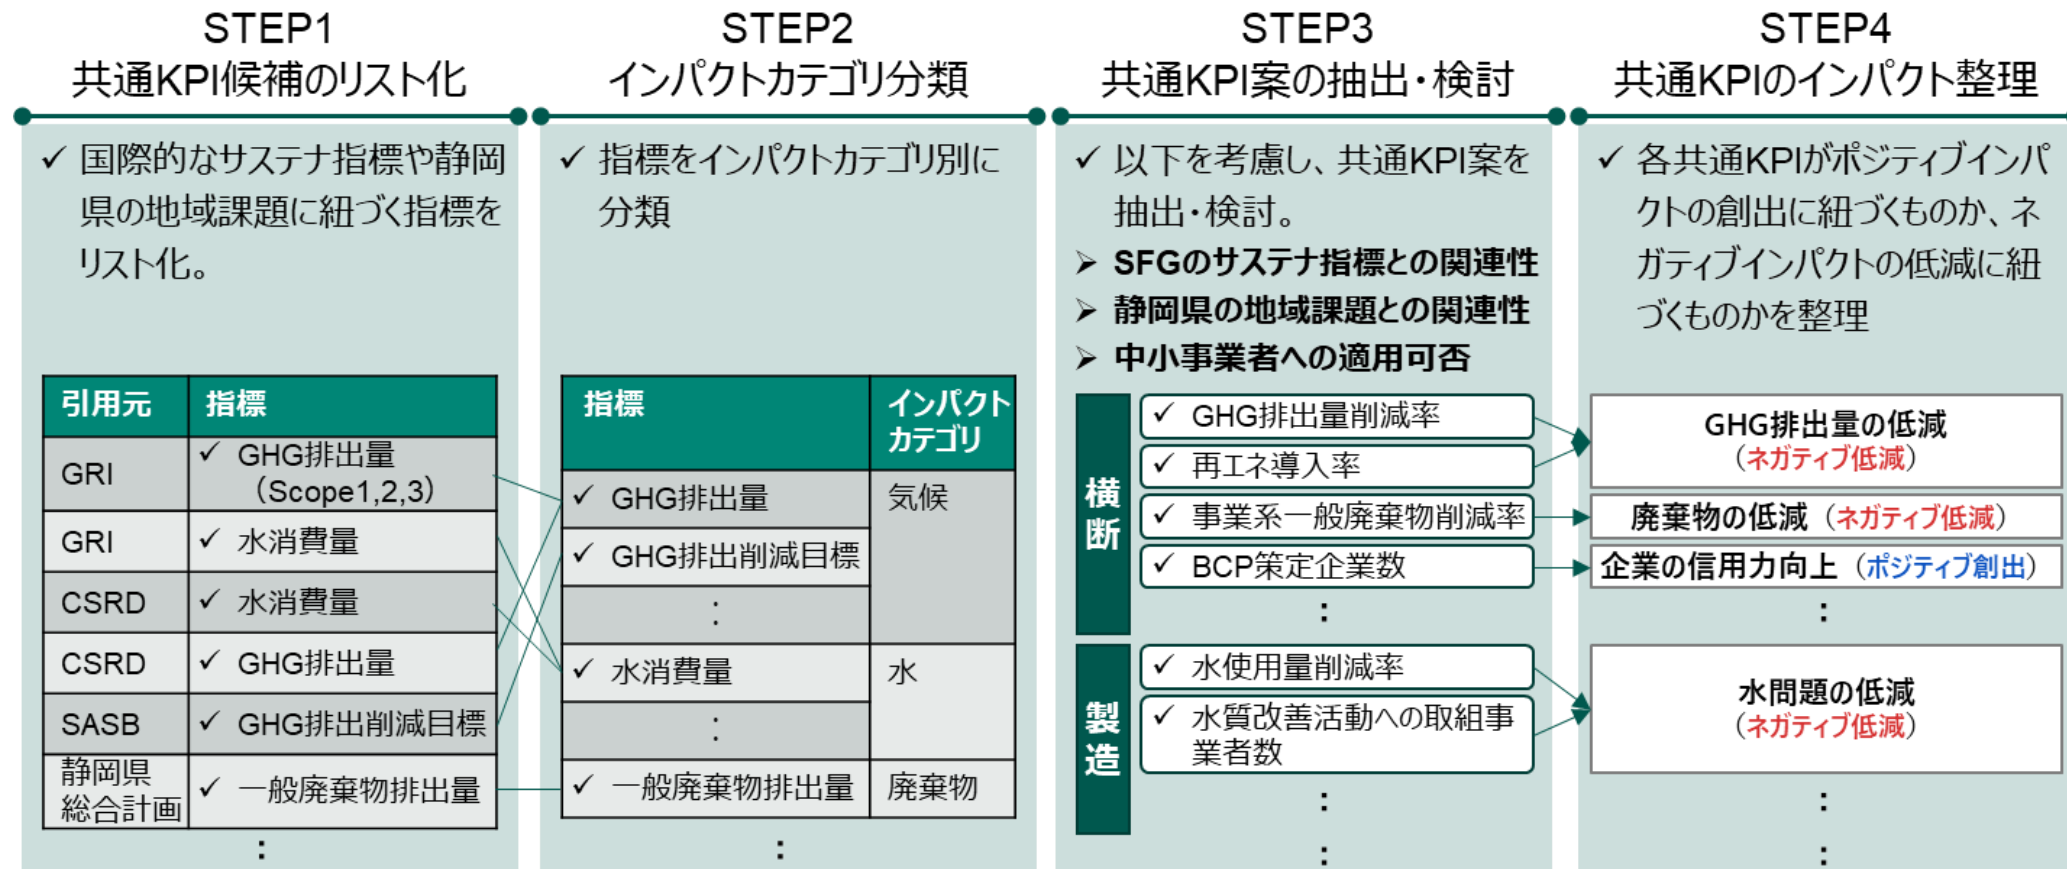 STEP1
共通KPI候補のリスト化
✓ 国際的なサステナ指標や静岡
県の地域課題に紐づく指標を
リスト化。
引用元 指標
GRI ✓ GHG排出量
（Scope1,2,3）
GRI ✓ 水消費量
CSRD ✓ 水消費量
CSRD ✓ GHG排出量
SASB ✓ GHG排出削減目標
静岡県
総合計画 ✓ 一般廃棄物排出量
：
STEP2
インパクトカテゴリ分類
✓ 指標をインパクトカテゴリ別に
分類
指標 インパクト
カテゴリ
✓ GHG排出量 気候
✓ GHG排出削減目標
：
✓ 水消費量 水
：
✓ 一般廃棄物排出量 廃棄物
：
STEP3
共通KPI案の抽出・検討
✓ 以下を考慮し、共通KPI案を
抽出・検討。
➢ SFGのサステナ指標との関連性
➢ 静岡県の地域課題との関連性
➢ 中小事業者への適用可否
横断
✓ GHG排出量削減率
✓ 再エネ導入率
✓ 事業系一般廃棄物削減率
✓ BCP策定企業数
：
製造
✓ 水使用量削減率
✓ 水質改善活動への取組事
業者数
：
：
STEP4
共通KPIのインパクト整理
✓ 各共通KPIがポジティブインパ
クトの創出に紐づくものか、ネ
ガティブインパクトの低減に紐
づくものかを整理
GHG排出量の低減
（ネガティブ低減）
廃棄物の低減（ネガティブ低減）
企業の信用力向上（ポジティブ創出）
：
水問題の低減
（ネガティブ低減）
：
：